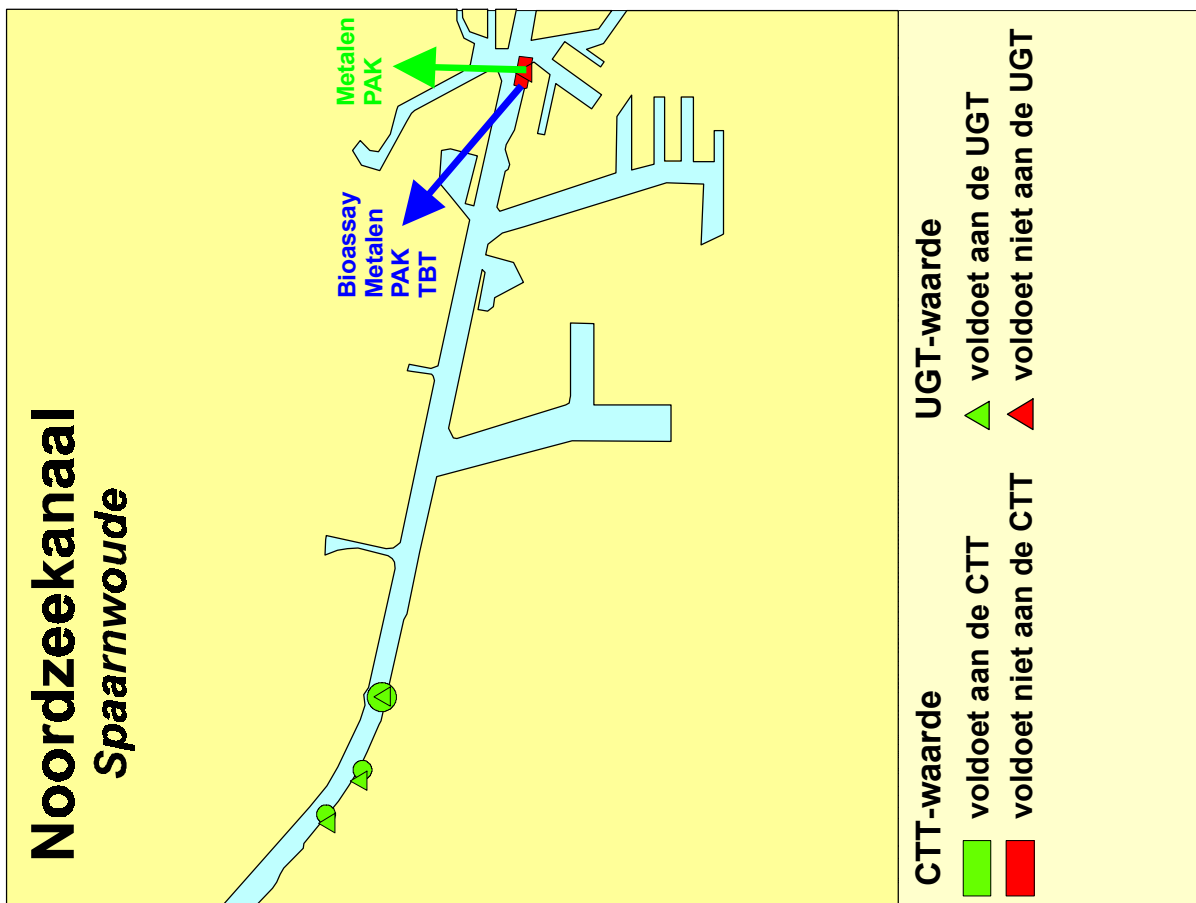 Noordzeekanaal
Spaarnwoude
Metalen
PAK
Bioassay
Metalen
PAK
TBT
CTT-waarde
voldoet aan de CTT
voldoet niet aan de CTT
UGT-waarde
voldoet aan de UGT
voldoet niet aan de UGT